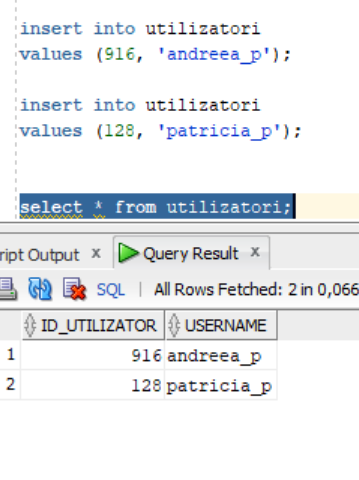 insert into utilizatori
values (916, 'andreea_p');
insert into utilizatori
values (128, 'patricia_p');
select * from utilizatori;
ript Output x Query Result x
SQL | All Rows Fetched: 2 in 0,066
ID_UTILIZATOR USERNAME
1 916 andreea_p
2 128 patricia_p